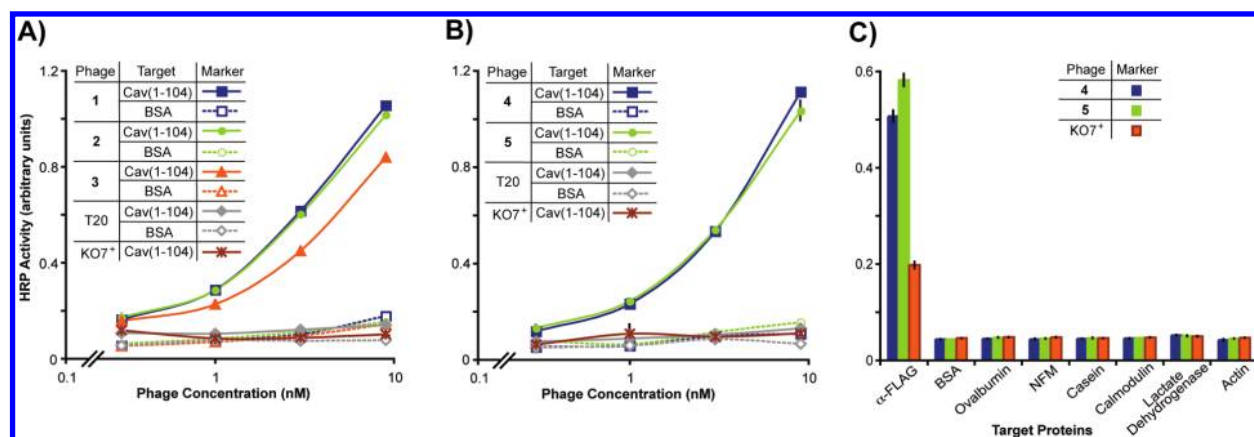 A)
Phage Target Marker
1 Cav(1-104)
BSA
2 Cav(1-104)
BSA
3 Cav(1-104)
BSA
T20 Cav(1-104)
BSA
KO7+ Cav(1-104)
HRP Activity (arbitrary units)
1.2
0.8
0.4
0
0.1 1 10
Phage Concentration (nM)
B)
Phage Target Marker
4 Cav(1-104)
BSA
5 Cav(1-104)
BSA
T20 Cav(1-104)
BSA
KO7+ Cav(1-104)
1.2
0.8
0.4
0
0.1 1 10
Phage Concentration (nM)
C)
Phage Marker
4
5
KO7+
0.6
0.4
0.2
0
α-FLAG
BSA
Ovalbumin
NFM
Casein
Calmodulin
Lactate
Dehydrogenase
Actin
Target Proteins